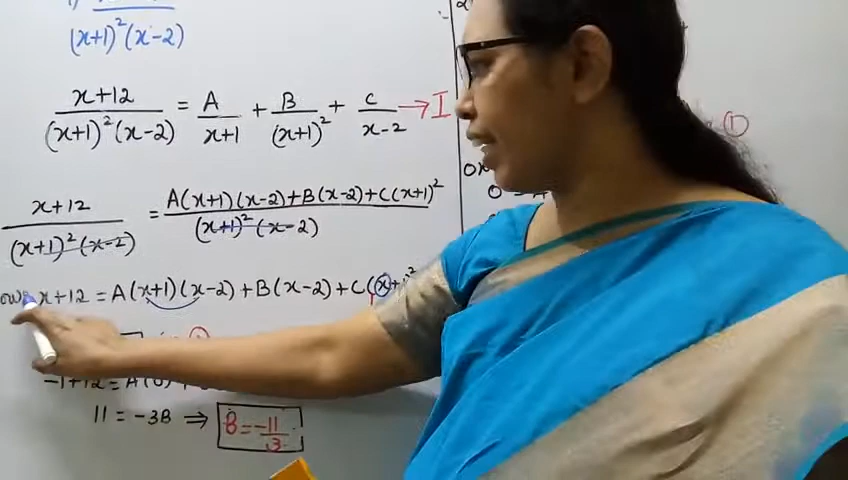 (x+1)²(x-2)
x+12/(x+1)²(x-2) = A/x+1 + B/(x+1)² + C/x-2 → I
x+12/(x+1)²(x-2) = A(x+1)(x-2)+B(x-2)+C(x+1)²/(x+1)²(x-2)
x+12 = A(x+1)(x-2)+B(x-2)+C(x+
-1+12 = A(0)
11 = -3B ⇒ B = -11/3
①
0